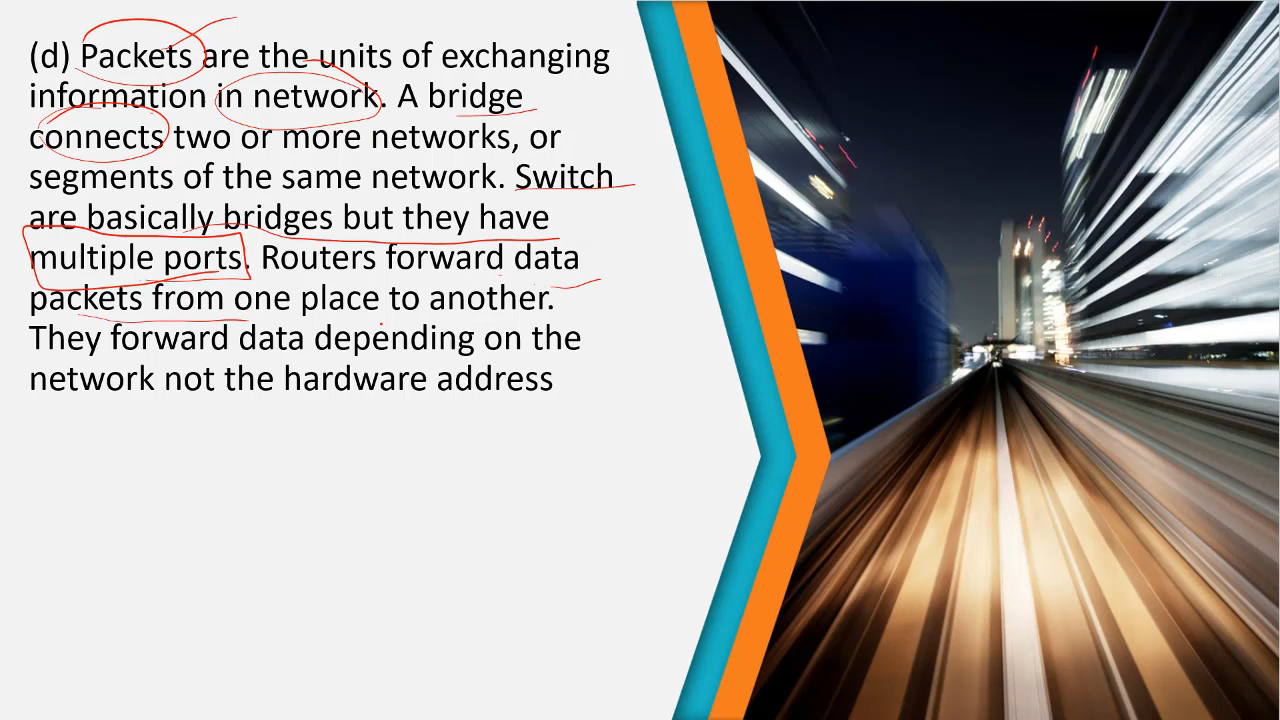 (d) Packets are the units of exchanging
information in network. A bridge
connects two or more networks, or
segments of the same network. Switch
are basically bridges but they have
multiple ports. Routers forward data
packets from one place to another.
They forward data depending on the
network not the hardware address